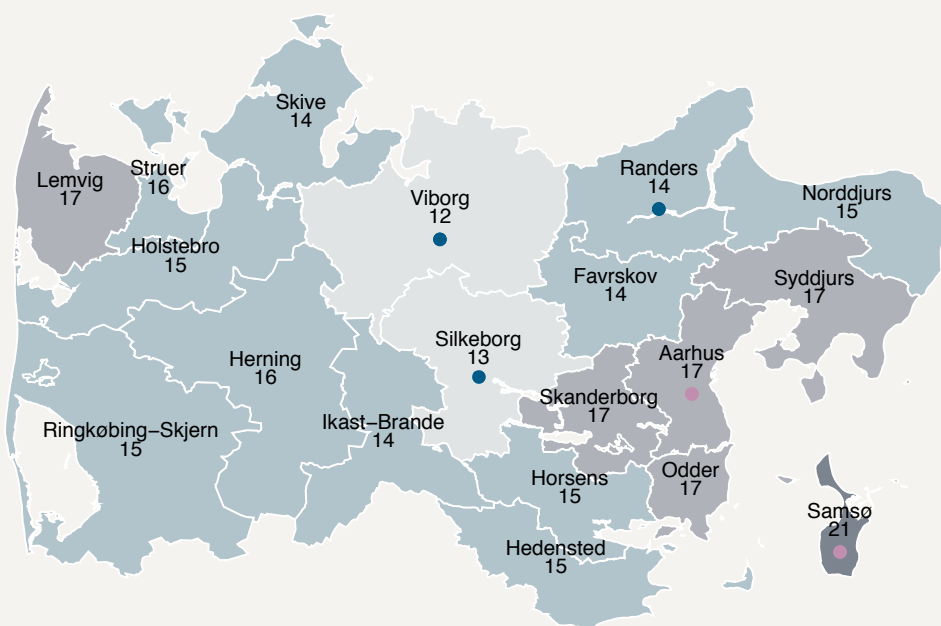 Skive
14
Struer
16
Lemvig
17
Viborg
12
Randers
14
Norddjurs
15
Holstebro
15
Favrskov
14
Syddjurs
17
Silkeborg
13
Aarhus
17
Herning
16
Skanderborg
17
Ikast–Brande
14
Ringkøbing–Skjern
15
Horsens
15
Odder
17
Samsø
21
Hedensted
15